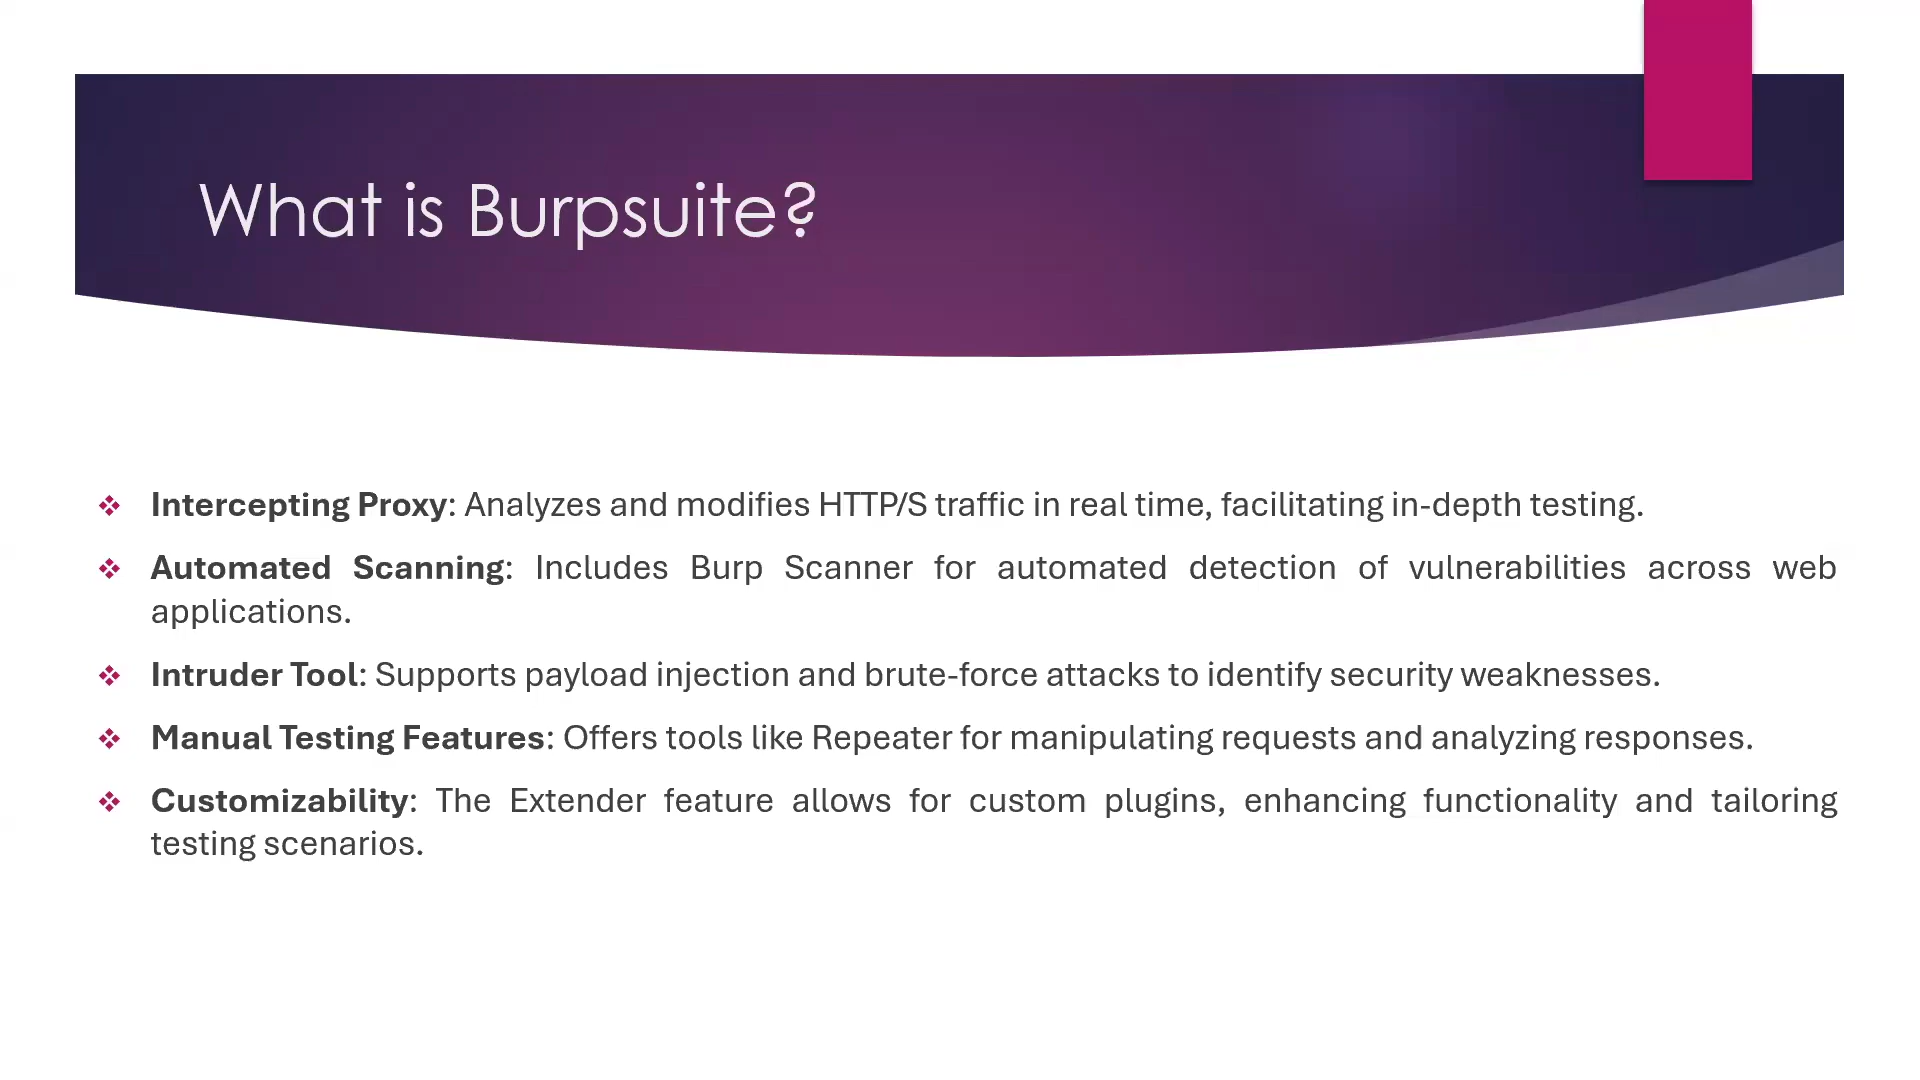 What is Burpsuite?
Intercepting Proxy: Analyzes and modifies HTTP/S traffic in real time, facilitating in-depth testing.
Automated Scanning: Includes Burp Scanner for automated detection of vulnerabilities across web
applications.
Intruder Tool: Supports payload injection and brute-force attacks to identify security weaknesses.
Manual Testing Features: Offers tools like Repeater for manipulating requests and analyzing responses.
Customizability: The Extender feature allows for custom plugins, enhancing functionality and tailoring
testing scenarios.